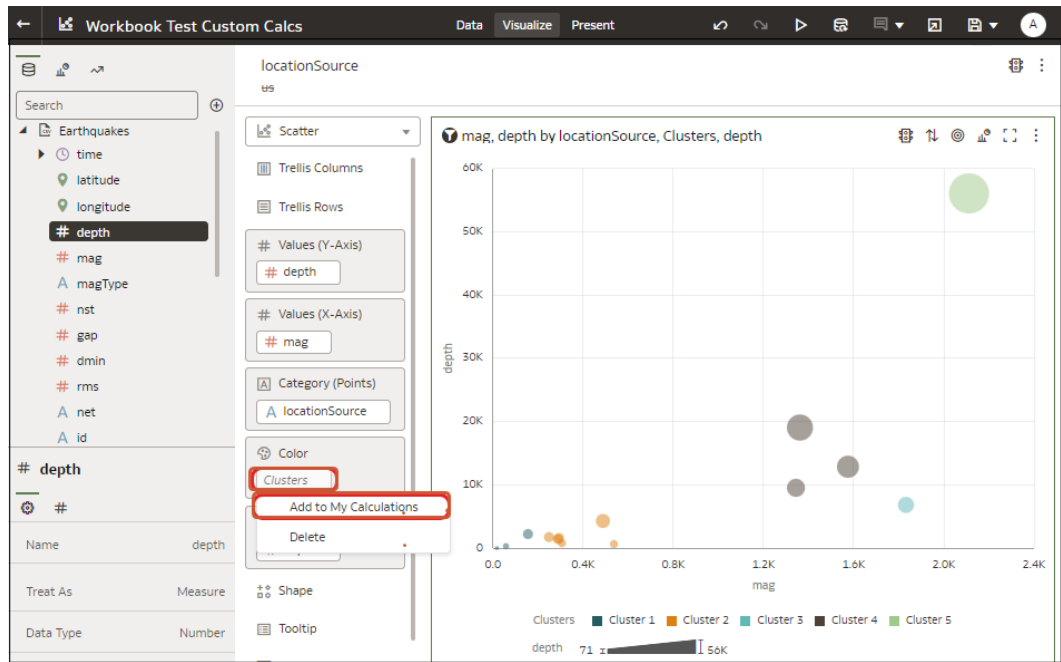 Workbook Test Custom Calcs
Data Visualize Present
A
locationSource
US
Search
Earthquakes
time
latitude
longitude
# depth
# mag
A magType
# nst
# gap
# dmin
# rms
A net
A id
# depth
#
Name depth
Treat As Measure
Data Type Number
Scatter
Trellis Columns
Trellis Rows
# Values (Y-Axis)
# depth
# Values (X-Axis)
# mag
A Category (Points)
A locationSource
Color
Clusters
Add to My Calculations
Delete
Shape
Tooltip
T mag, depth by locationSource, Clusters, depth
60K
50K
40K
30K
20K
10K
0
depth
0.0 0.4K 0.8K 1.2K 1.6K 2.0K 2.4K
mag
Clusters Cluster 1 Cluster 2 Cluster 3 Cluster 4 Cluster 5
depth 71 56K